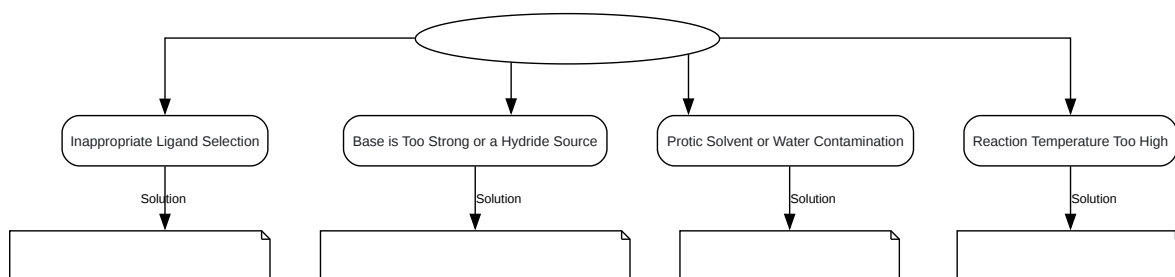 Inappropriate Ligand Selection
Base is Too Strong or a Hydride Source
Protic Solvent or Water Contamination
Reaction Temperature Too High
Solution
Solution
Solution
Solution